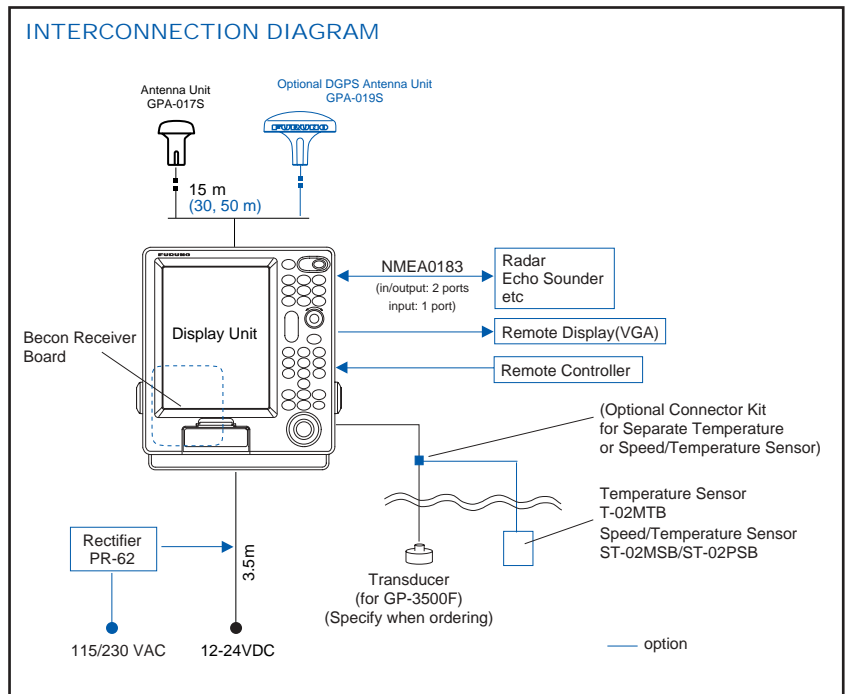 INTERCONNECTION DIAGRAM
Antenna Unit
GPA-017S
Optional DGPS Antenna Unit
GPA-019S
FURUNO
15 m
(30, 50 m)
FURUNO
Display Unit
Becon Receiver
Board
NMEA0183
(in/output: 2 ports
input: 1 port)
Radar
Echo Sounder
etc
Remote Display(VGA)
Remote Controller
(Optional Connector Kit
for Separate Temperature
or Speed/Temperature Sensor)
Temperature Sensor
T-02MTB
Speed/Temperature Sensor
ST-02MSB/ST-02PSB
Rectifier
PR-62
3.5m
Transducer
(for GP-3500F)
(Specify when ordering)
115/230 VAC
12-24VDC
option